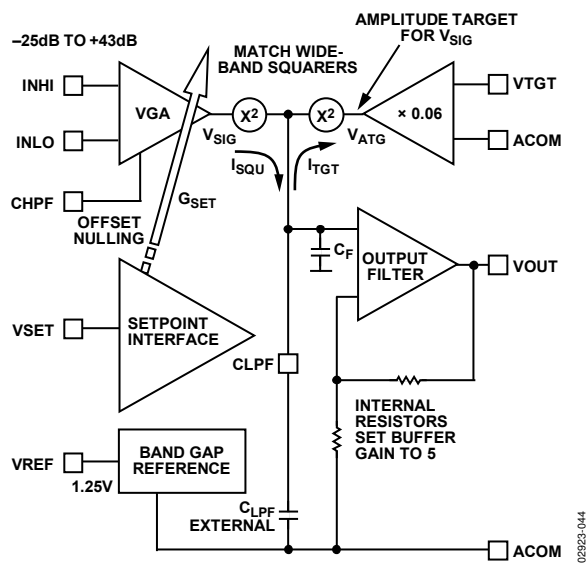 –25dB TO +43dB
AMPLITUDE TARGET
FOR VSIG
MATCH WIDE-
BAND SQUARERS
INHI
VGA
X2
X2
× 0.06
VTGT
INLO
VSIG
VATG
ACOM
ISQU
ITGT
CHPF
OFFSET
NULLING
GSET
CF
OUTPUT
FILTER
VOUT
VSET
SETPOINT
INTERFACE
CLPF
INTERNAL
RESISTORS
SET BUFFER
GAIN TO 5
VREF
1.25V
BAND GAP
REFERENCE
CLPF
EXTERNAL
ACOM
02923-044